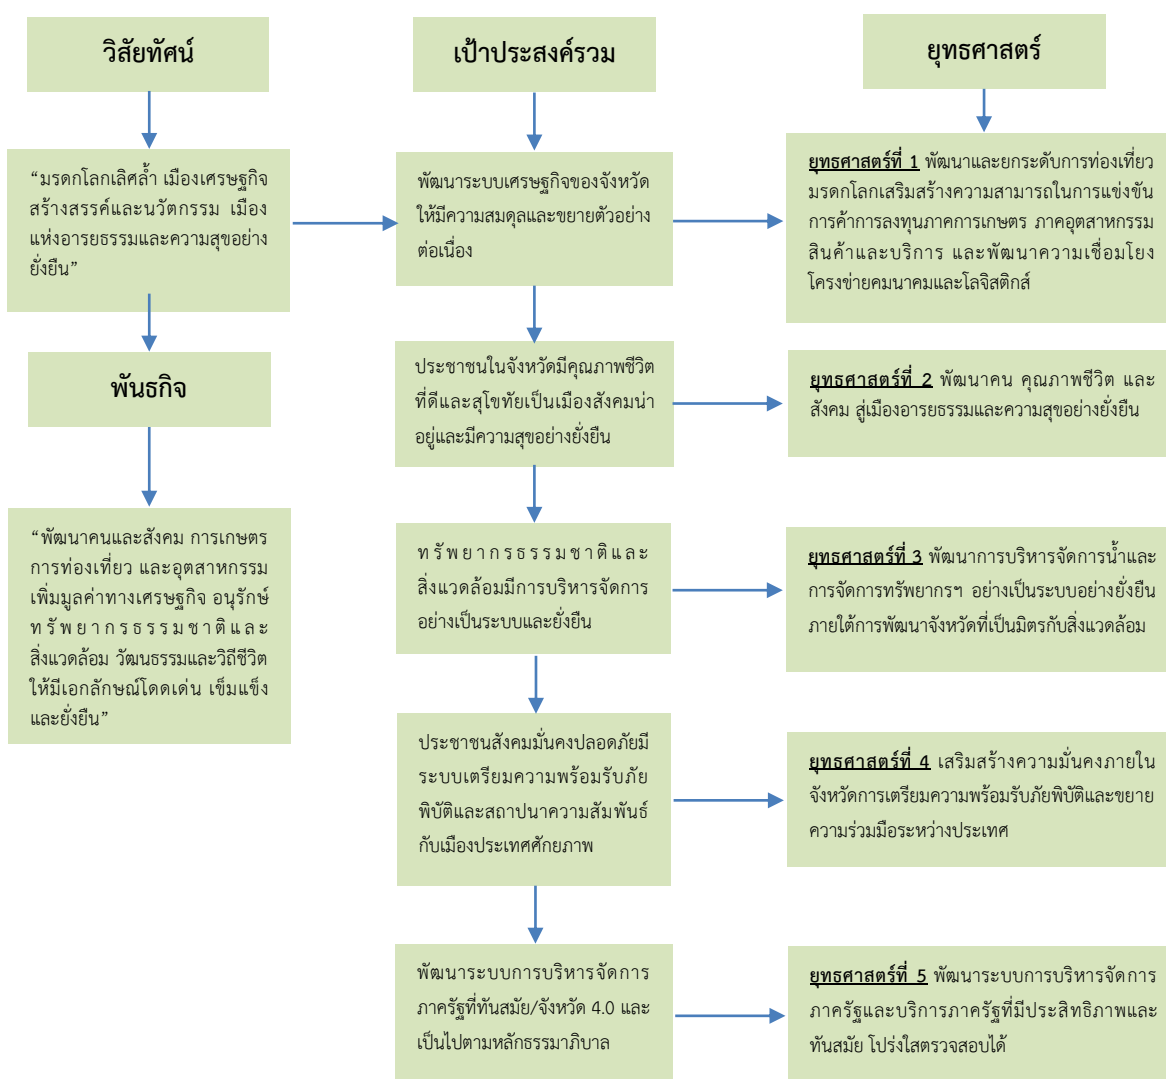 วิสัยทัศน์
“มรดกโลกเลิศล้ำ เมืองเศรษฐกิจ
สร้างสรรค์และนวัตกรรม เมือง
แห่งอารยธรรมและความสุขอย่าง
ยั่งยืน”
พันธกิจ
“พัฒนาคนและสังคม การเกษตร
การท่องเที่ยว และอุตสาหกรรม
เพิ่มมูลค่าทางเศรษฐกิจ อนุรักษ์
ทรัพยากรธรรมชาติและ
สิ่งแวดล้อม วัฒนธรรมและวิถีชีวิต
ให้มีเอกลักษณ์โดดเด่น เข็มแข็ง
และยั่งยืน”
เป้าประสงค์รวม
พัฒนาระบบเศรษฐกิจของจังหวัด
ให้มีความสมดุลและขยายตัวอย่าง
ต่อเนื่อง
ประชาชนในจังหวัดมีคุณภาพชีวิต
ที่ดีและสุโขทัยเป็นเมืองสังคมน่า
อยู่และมีความสุขอย่างยั่งยืน
ทรัพยากรธรรมชาติและ
สิ่งแวดล้อมมีการบริหารจัดการ
อย่างเป็นระบบและยั่งยืน
ประชาชนสังคมมั่นคงปลอดภัยมี
ระบบเตรียมความพร้อมรับภัย
พิบัติและสถาปนาความสัมพันธ์
กับเมืองประเทศศักยภาพ
พัฒนาระบบการบริหารจัดการ
ภาครัฐที่ทันสมัย/จังหวัด 4.0 และ
เป็นไปตามหลักธรรมาภิบาล
ยุทธศาสตร์
ยุทธศาสตร์ที่ 1 พัฒนาและยกระดับการท่องเที่ยว
มรดกโลกเสริมสร้างความสามารถในการแข่งขัน
การค้าการลงทุนภาคการเกษตร ภาคอุตสาหกรรม
สินค้าและบริการ และพัฒนาความเชื่อมโยง
โครงข่ายคมนาคมและโลจิสติกส์
ยุทธศาสตร์ที่ 2 พัฒนาคน คุณภาพชีวิต และ
สังคม สู่เมืองอารยธรรมและความสุขอย่างยั่งยืน
ยุทธศาสตร์ที่ 3 พัฒนาการบริหารจัดการน้ำและ
การจัดการทรัพยากรฯ อย่างเป็นระบบอย่างยั่งยืน
ภายใต้การพัฒนาจังหวัดที่เป็นมิตรกับสิ่งแวดล้อม
ยุทธศาสตร์ที่ 4 เสริมสร้างความมั่นคงภายใน
จังหวัดการเตรียมความพร้อมรับภัยพิบัติและขยาย
ความร่วมมือระหว่างประเทศ
ยุทธศาสตร์ที่ 5 พัฒนาระบบการบริหารจัดการ
ภาครัฐและบริการภาครัฐที่มีประสิทธิภาพและ
ทันสมัย โปร่งใสตรวจสอบได้